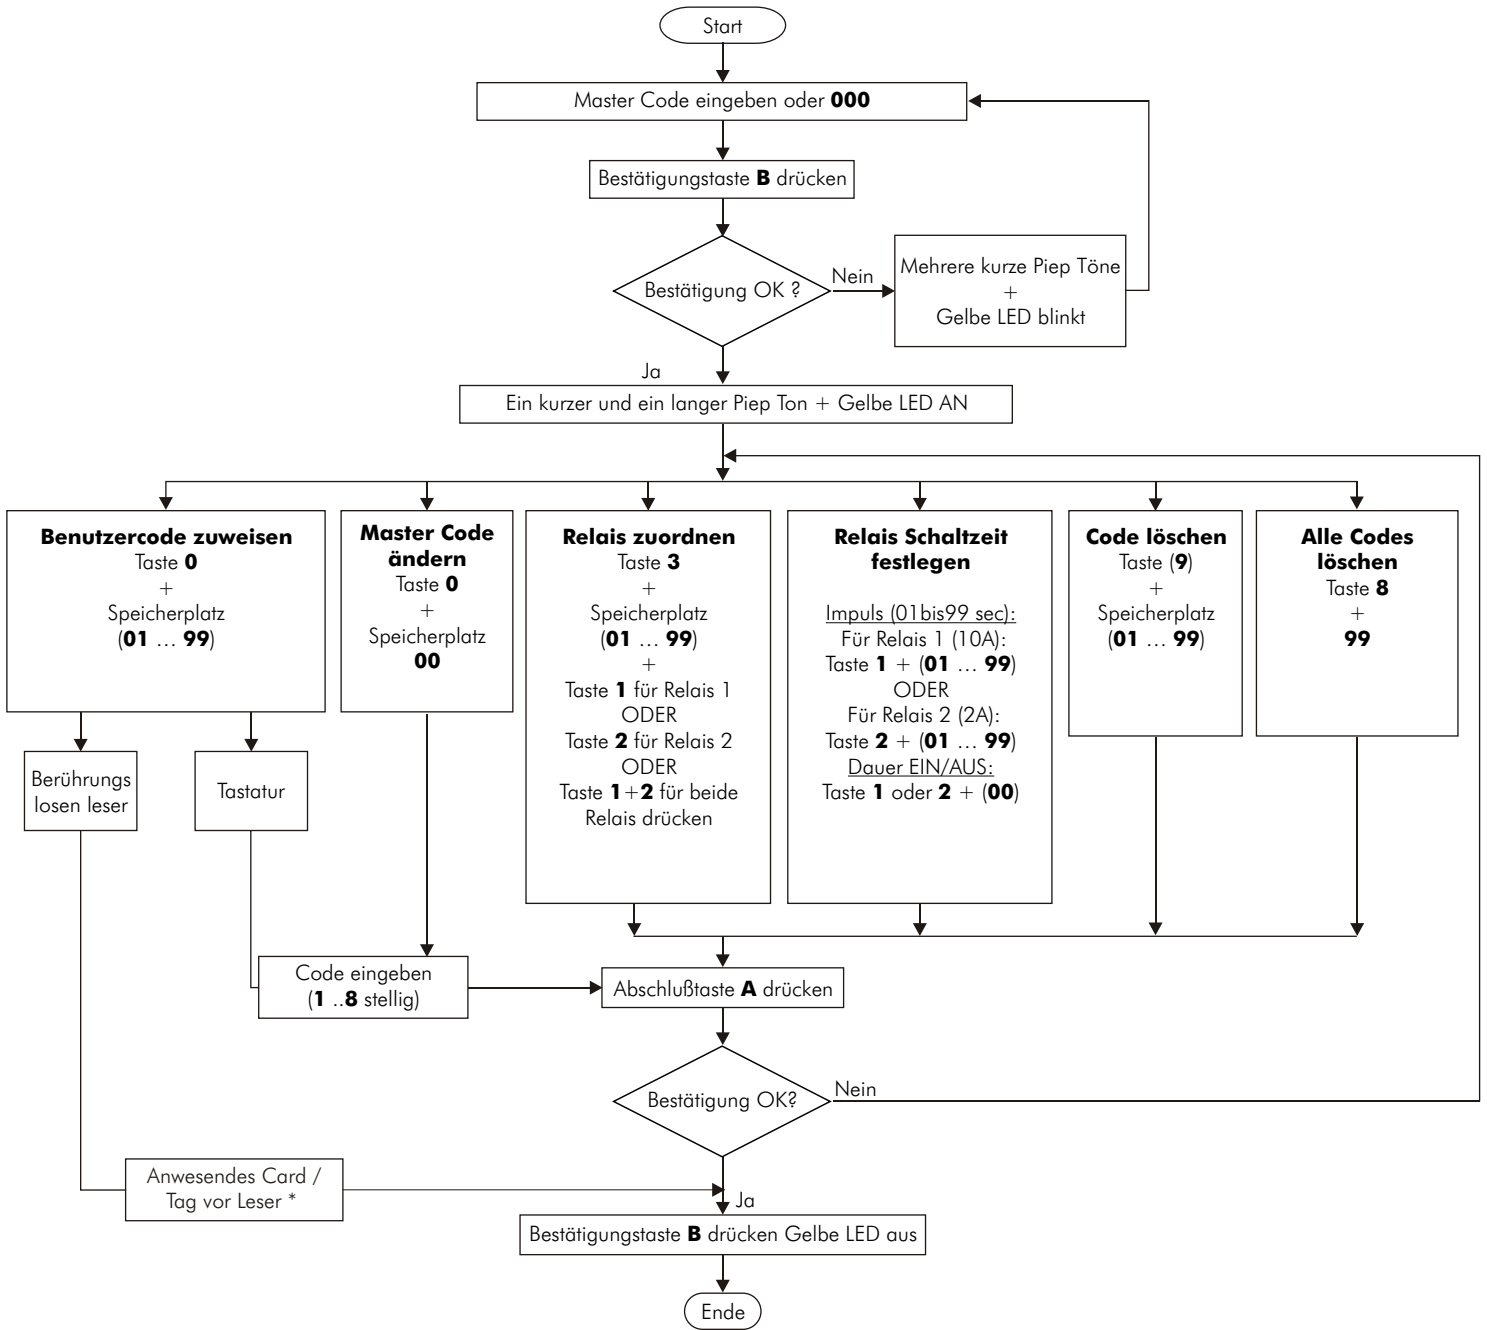 Start
Master Code eingeben oder 000
Bestätigungstaste B drücken
Bestätigung OK ?
Nein
Mehrere kurze Piep Töne
+
Gelbe LED blinkt
Ja
Ein kurzer und ein langer Piep Ton + Gelbe LED AN
Benutzercode zuweisen
Taste 0
+
Speicherplatz
(01 ... 99)
Master Code
ändern
Taste 0
+
Speicherplatz
00
Relais zuordnen
Taste 3
+
Speicherplatz
(01 ... 99)
+
Taste 1 für Relais 1
ODER
Taste 2 für Relais 2
ODER
Taste 1+2 für beide
Relais drücken
Relais Schaltzeit
festlegen
Impuls (01bis99 sec):
Für Relais 1 (10A):
Taste 1 + (01 ... 99)
ODER
Für Relais 2 (2A):
Taste 2 + (01 ... 99)
Dauer EIN/AUS:
Taste 1 oder 2 + (00)
Code löschen
Taste (9)
+
Speicherplatz
(01 ... 99)
Alle Codes
löschen
Taste 8
+
99
Berührungs
losen leser
Tastatur
Code eingeben
(1 ..8 stellig)
Abschlußtaste A drücken
Bestätigung OK?
Nein
Anwesendes Card /
Tag vor Leser *
Ja
Bestätigungstaste B drücken Gelbe LED aus
Ende